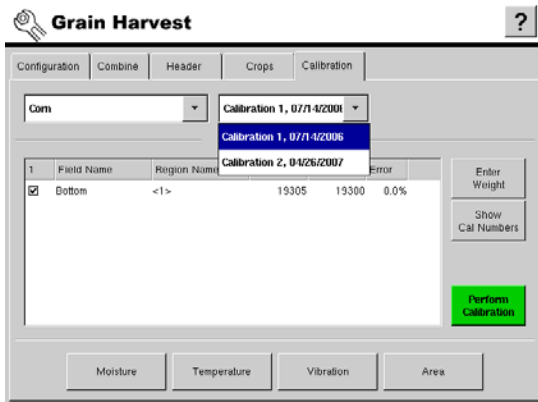 Grain Harvest
?
Configuration Combine Header Crops Calibration
Corn
Calibration 1, 07/14/2006
Calibration 1, 07/14/2006
Calibration 2, 04/26/2007
1 Field Name Region Name Error
Bottom <1> 19305 19300 0.0%
Enter
Weight
Show
Cal Numbers
Perform
Calibration
Moisture Temperature Vibration Area